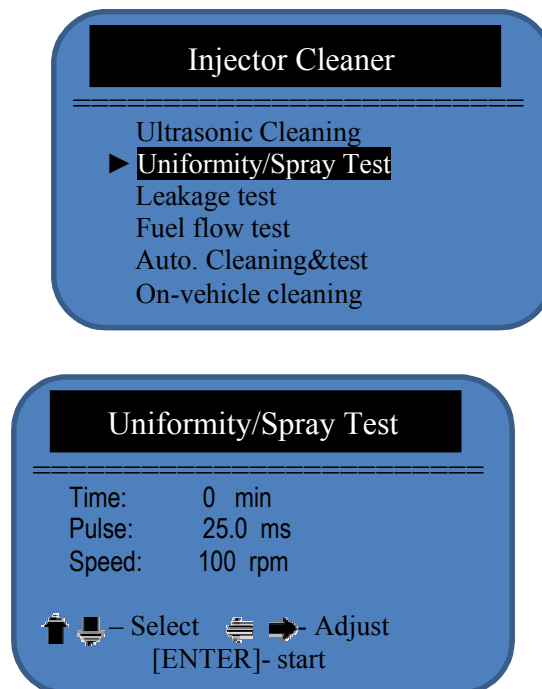 Injector Cleaner
==========================
Ultrasonic Cleaning
► Uniformity/Spray Test
Leakage test
Fuel flow test
Auto. Cleaning&test
On-vehicle cleaning
Uniformity/Spray Test
==========================
Time: 0 min
Pulse: 25.0 ms
Speed: 100 rpm
– Select - Adjust
[ENTER]- start